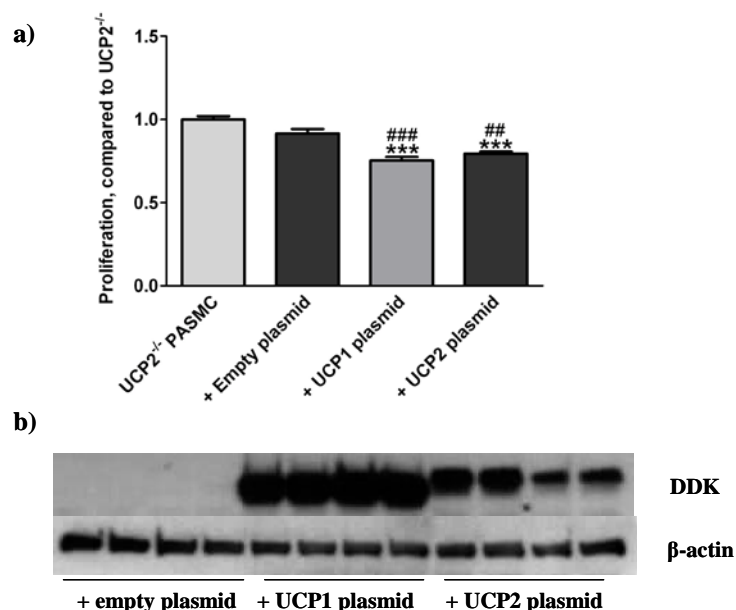 a)
Proliferation, compared to UCP2-/-
1.5
1.0
0.5
0.0
###
***
##
***
UCP2-/- PASMC
+ Empty plasmid
+ UCP1 plasmid
+ UCP2 plasmid
b)
DDK
β-actin
+ empty plasmid
+ UCP1 plasmid
+ UCP2 plasmid